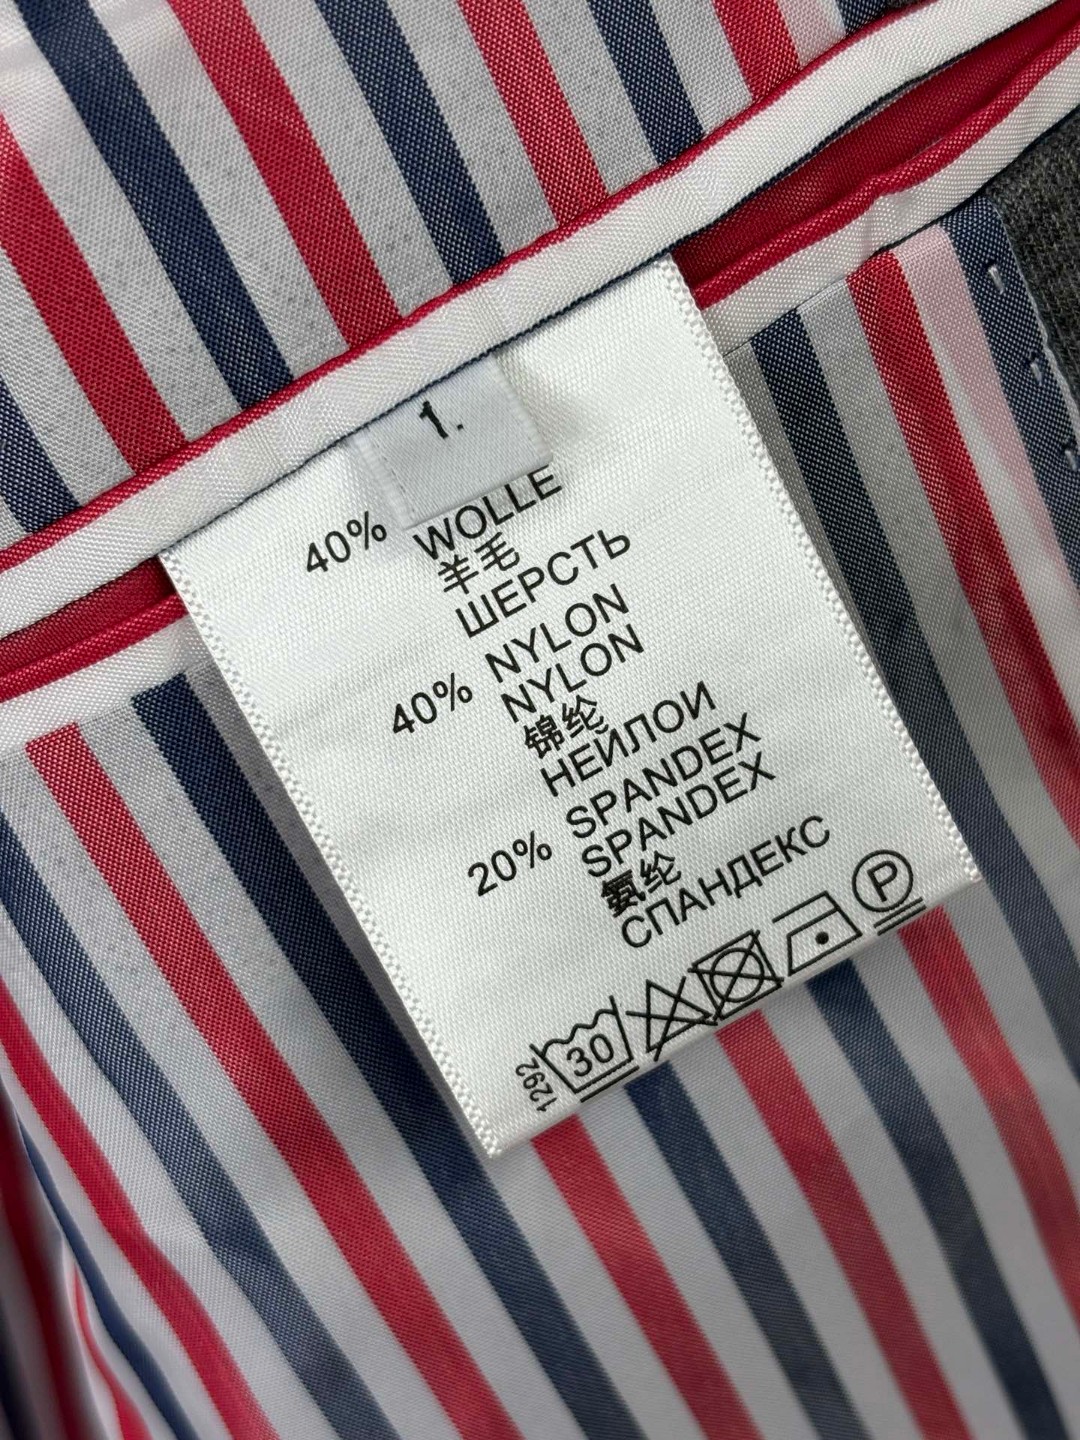 1.
40% WOLLE
羊毛
ШЕРСТЬ
40% NYLON
NYLON
锦纶
НЕЙЛОИ
20% SPANDEX
SPANDEX
氨纶
СПАНДЕКС
1292 30 P